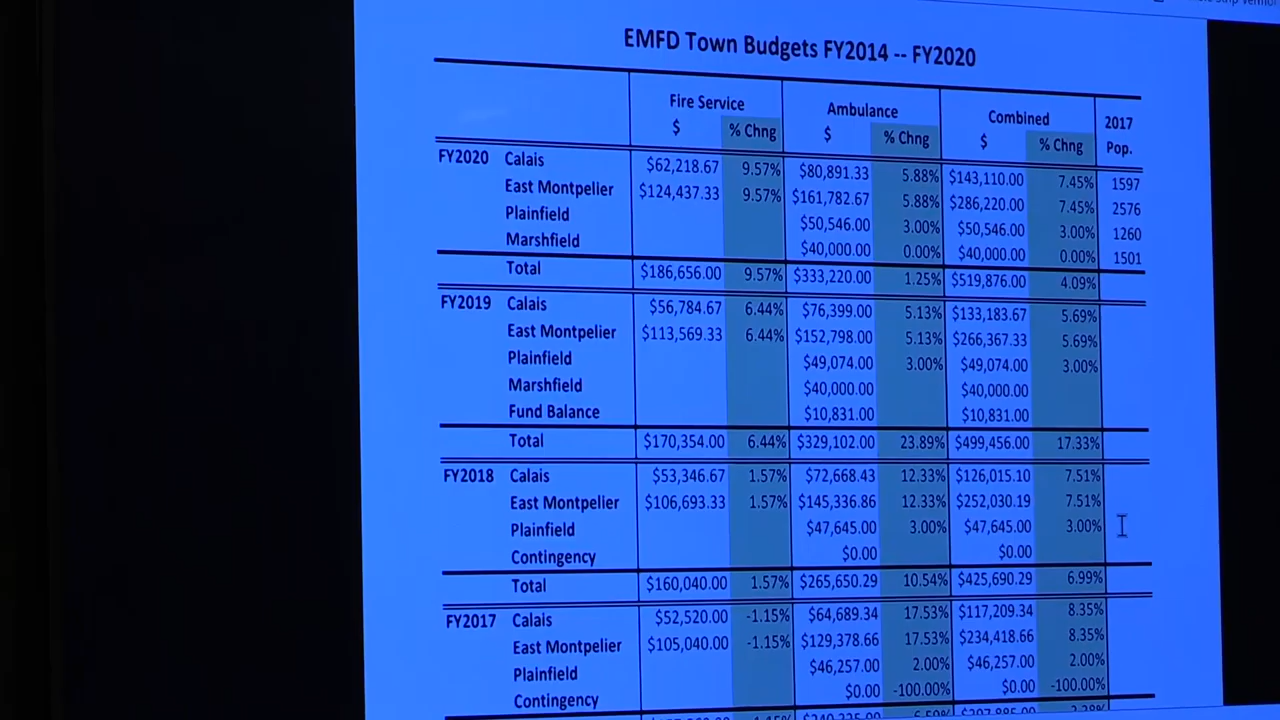 EMFD Town Budgets FY2014 -- FY2020
Fire Service Ambulance Combined 2017
$ % Chng $ % Chng $ % Chng Pop.
FY2020 Calais $62,218.67 9.57% $80,891.33 5.88% $143,110.00 7.45% 1597
East Montpelier $124,437.33 9.57% $161,782.67 5.88% $286,220.00 7.45% 2576
Plainfield $50,546.00 3.00% $50,546.00 3.00% 1260
Marshfield $40,000.00 0.00% $40,000.00 0.00% 1501
Total $186,656.00 9.57% $333,220.00 1.25% $519,876.00 4.09%
FY2019 Calais $56,784.67 6.44% $76,399.00 5.13% $133,183.67 5.69%
East Montpelier $113,569.33 6.44% $152,798.00 5.13% $266,367.33 5.69%
Plainfield $49,074.00 3.00% $49,074.00 3.00%
Marshfield $40,000.00 $40,000.00
Fund Balance $10,831.00 $10,831.00
Total $170,354.00 6.44% $329,102.00 23.89% $499,456.00 17.33%
FY2018 Calais $53,346.67 1.57% $72,668.43 12.33% $126,015.10 7.51%
East Montpelier $106,693.33 1.57% $145,336.86 12.33% $252,030.19 7.51%
Plainfield $47,645.00 3.00% $47,645.00 3.00%
Contingency $0.00 $0.00
Total $160,040.00 1.57% $265,650.29 10.54% $425,690.29 6.99%
FY2017 Calais $52,520.00 -1.15% $64,689.34 17.53% $117,209.34 8.35%
East Montpelier $105,040.00 -1.15% $129,378.66 17.53% $234,418.66 8.35%
Plainfield $46,257.00 2.00% $46,257.00 2.00%
Contingency $0.00 -100.00% $0.00 -100.00%